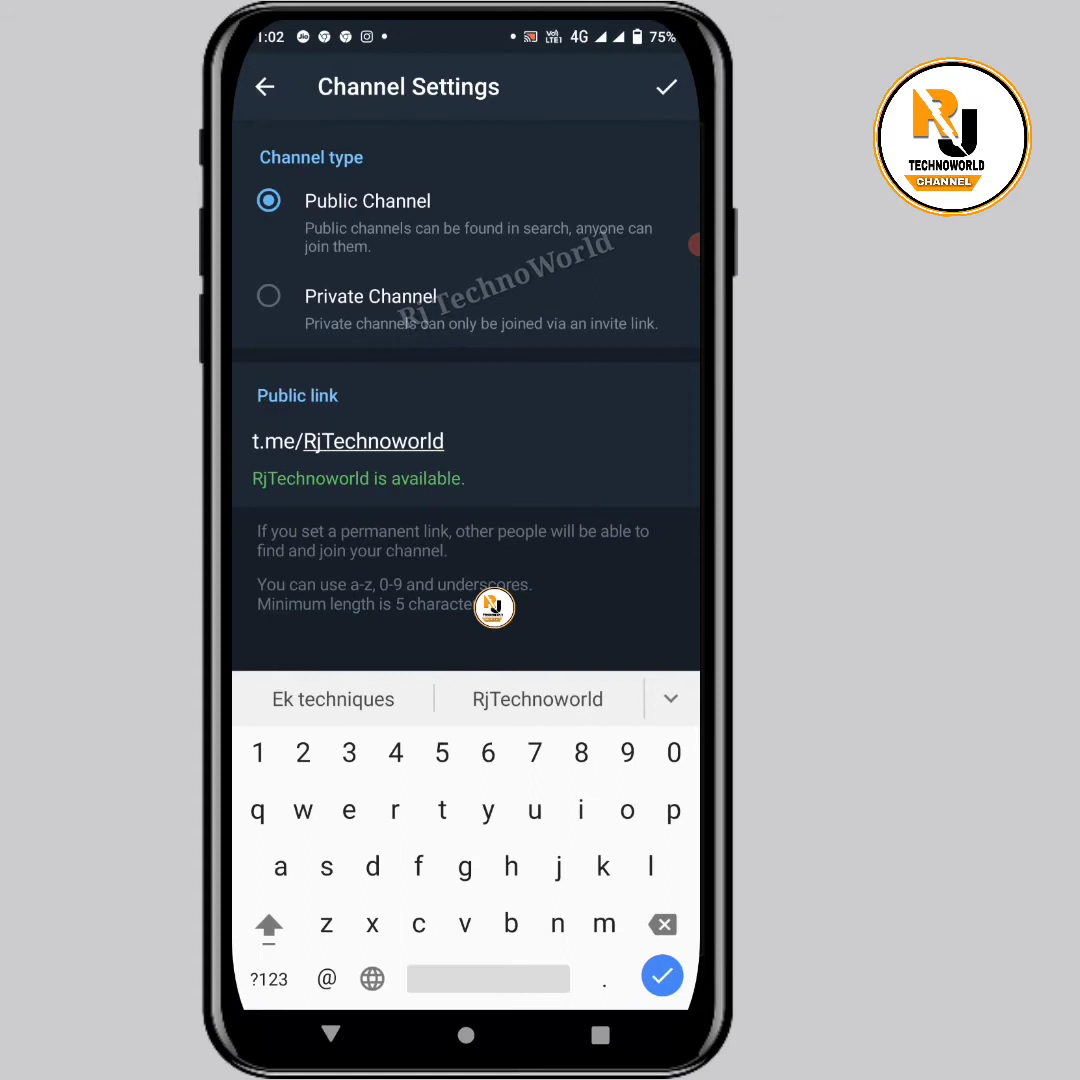 1:02
4G
75%
Channel Settings
Channel type
Public Channel
Public channels can be found in search, anyone can
join them.
Private Channel
Private channels can only be joined via an invite link.
Rj TechnoWorld
Public link
t.me/RjTechnoworld
RjTechnoworld is available.
If you set a permanent link, other people will be able to
find and join your channel.
You can use a-z, 0-9 and underscores.
Minimum length is 5 characte
Ek techniques
RjTechnoworld
1 2 3 4 5 6 7 8 9 0
q w e r t y u i o p
a s d f g h j k l
z x c v b n m
?123 @ .
RJ
TECHNOWORLD
CHANNEL